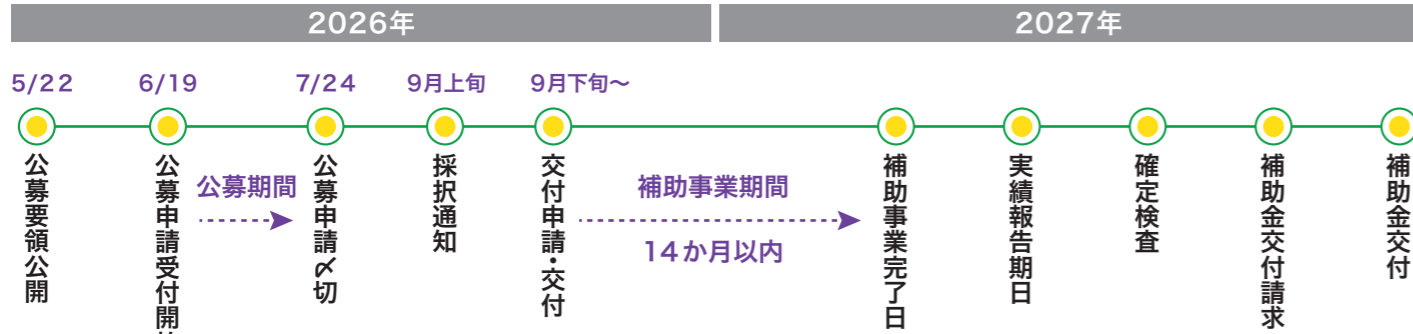 2026年
2027年
5/22
6/19
7/24
9月上旬
9月下旬～
公募要領公開
公募申請受付開
公募期間
公募申請〆切
採択通知
交付申請・交付
補助事業期間
14か月以内
補助事業完了日
実績報告期日
確定検査
補助金交付請求
補助金交付